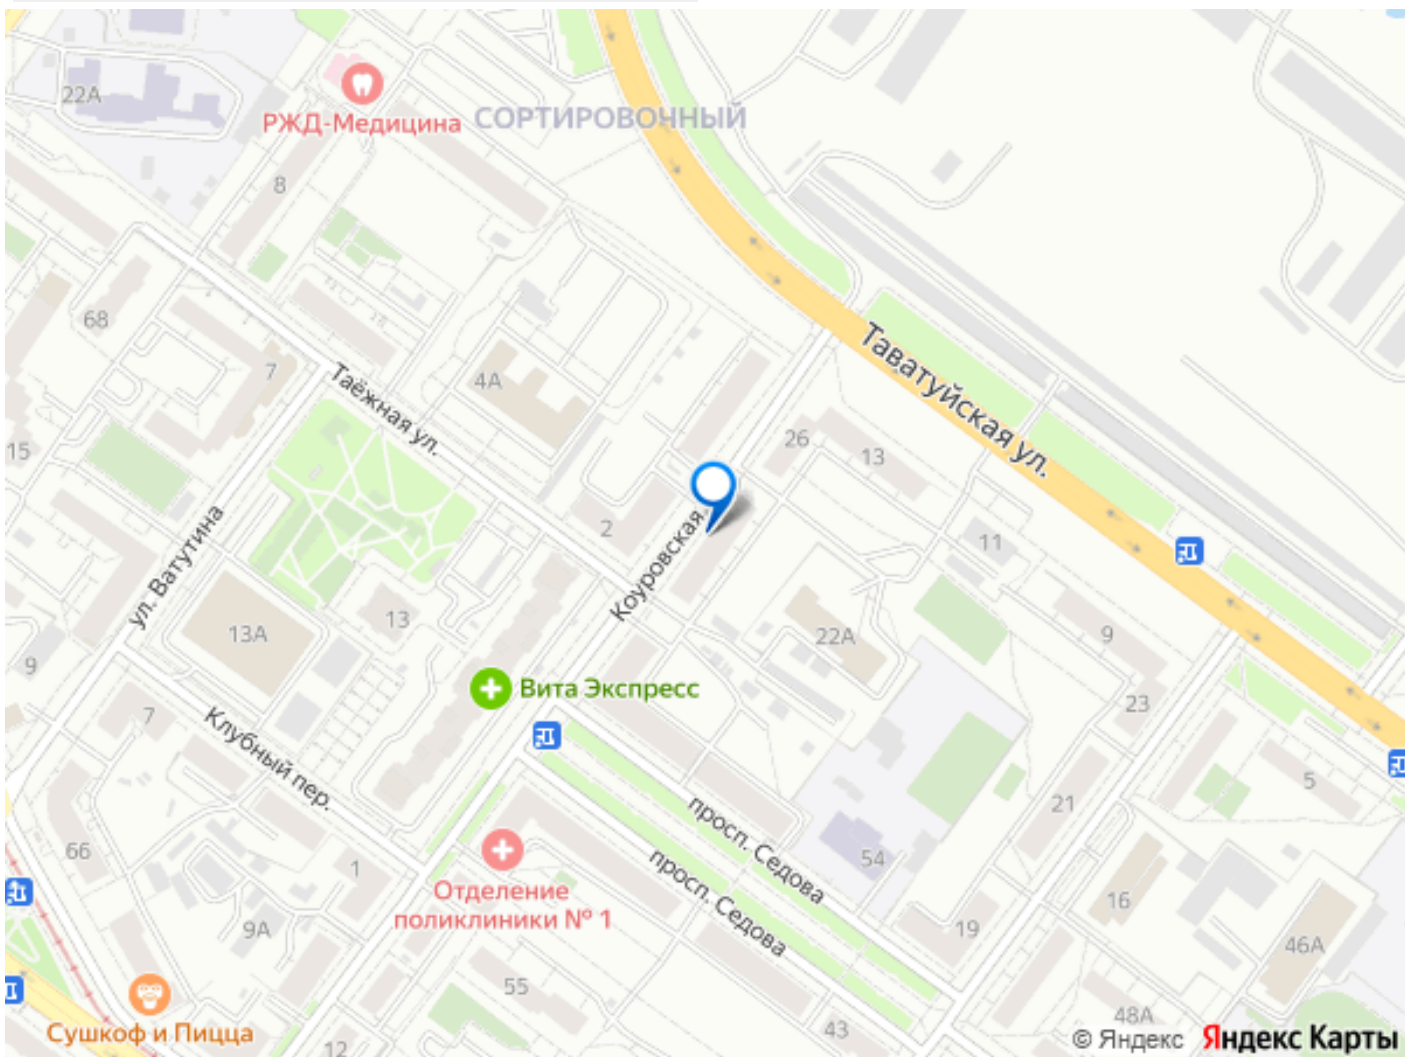 22А
РЖД-Медицина
СОРТИРОВОЧНЫЙ
8
68
7
Таёжная ул.
4А
Таватуйская ул.
15
26
13
2
Коуровская
11
ул. Ватутина
13
13А
22А
9
9
Вита Экспресс
7
23
Клубный пер.
5
просп. Седова
21
66
1
54
просп. Седова
Отделение
поликлиники № 1
16
9А
19
46А
55
Сушкоф и Пицца
43
48А
12
© Яндекс
Яндекс Карты